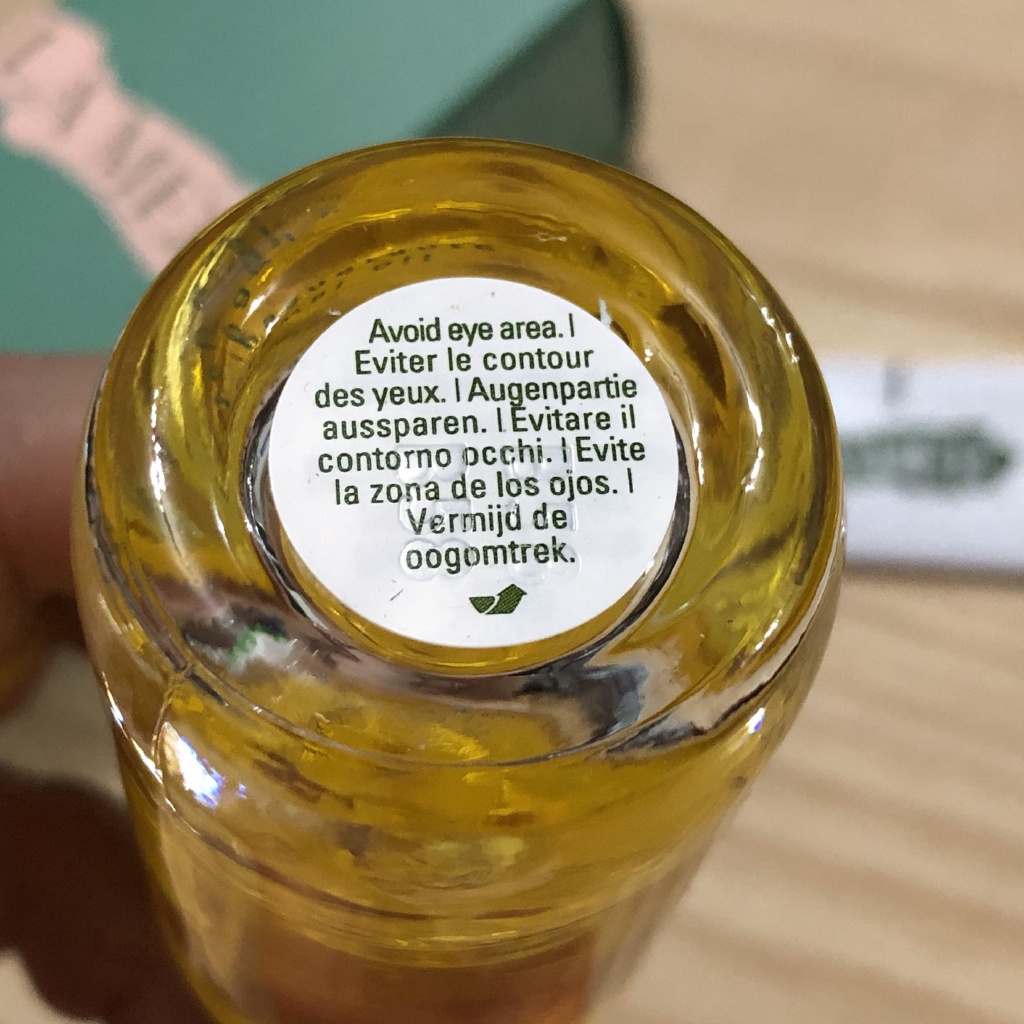 Avoid eye area. |
Eviter le contour
des yeux. | Augenpartie
aussparen. | Evitare il
contorno occhi. | Evite
la zona de los ojos. |
Vermijd de
oogomtrek.